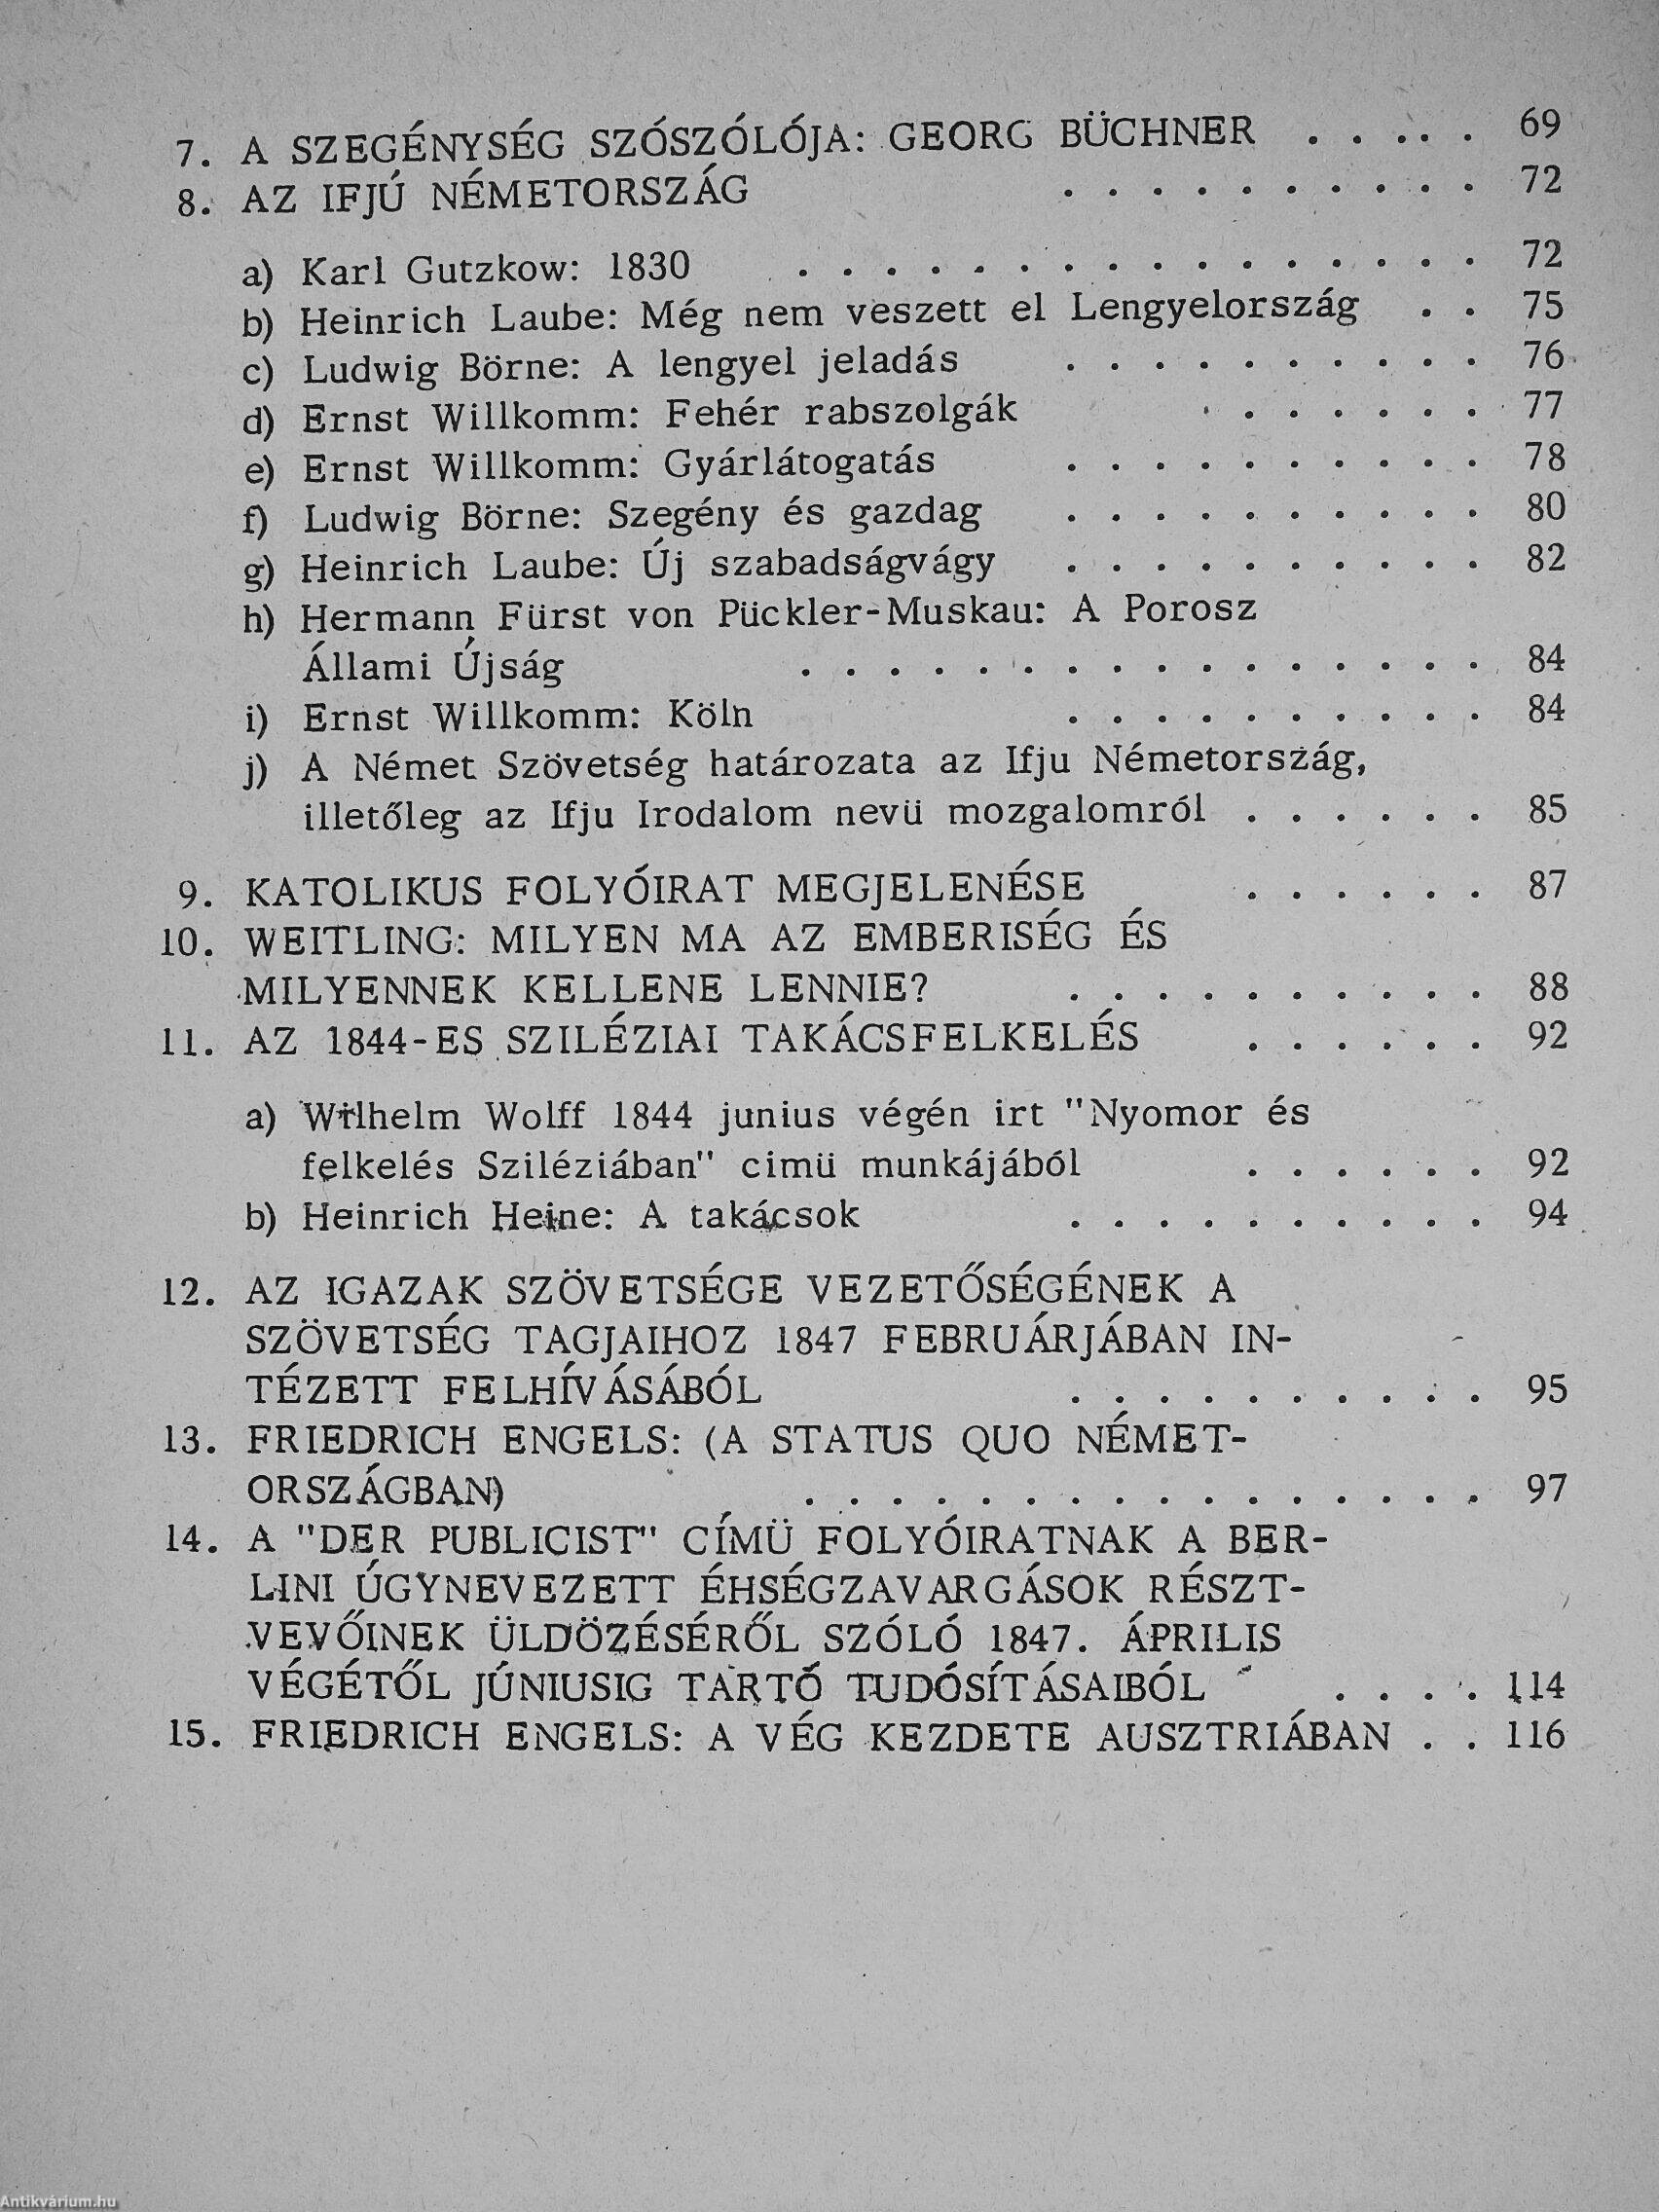 7. A SZEGÉNYSÉG SZÓSZÓLÓJA: GEORG BÜCHNER . . . . . 69
8. AZ IFJÚ NÉMETORSZÁG . . . . . . . . . . 72
a) Karl Gutzkow: 1830 . . . . . . . . . . . . . . . . 72
b) Heinrich Laube: Még nem veszett el Lengyelország . . 75
c) Ludwig Börne: A lengyel jeladás . . . . . . . . . . 76
d) Ernst Willkomm: Fehér rabszolgák . . . . . . 77
e) Ernst Willkomm: Gyárlátogatás . . . . . . . . . . 78
f) Ludwig Börne: Szegény és gazdag . . . . . . . . . . 80
g) Heinrich Laube: Új szabadságvágy . . . . . . . . . . 82
h) Hermann Fürst von Pückler-Muskau: A Porosz
Állami Újság . . . . . . . . . . . . . . . . 84
i) Ernst Willkomm: Köln . . . . . . . . . . 84
j) A Német Szövetség határozata az Ifju Németország,
illetőleg az Ifju Irodalom nevü mozgalomról . . . . . . 85
9. KATOLIKUS FOLYÓIRAT MEGJELENÉSE . . . . . . 87
10. WEITLING: MILYEN MA AZ EMBERISÉG ÉS
MILYENNEK KELLENE LENNIE? . . . . . . . . . . 88
11. AZ 1844-ES SZILÉZIAI TAKÁCSFELKELÉS . . . . . . 92
a) Wilhelm Wolff 1844 junius végén irt "Nyomor és
felkelés Sziléziában" cimü munkájából . . . . . . 92
b) Heinrich Heine: A takácsok . . . . . . . . . . 94
12. AZ IGAZAK SZÖVETSÉGE VEZETŐSÉGÉNEK A
SZÖVETSÉG TAGJAIHOZ 1847 FEBRUÁRJÁBAN IN-
TÉZETT FELHÍVÁSÁBÓL . . . . . . . . . . 95
13. FRIEDRICH ENGELS: (A STATUS QUO NÉMET-
ORSZÁGBAN) . . . . . . . . . . . . . . . . 97
14. A "DER PUBLICIST" CÍMÜ FOLYÓIRATNAK A BER-
LINI ÚGYNEVEZETT ÉHSÉGZAVARGÁSOK RÉSZT-
VEVŐINEK ÜLDÖZÉSÉRŐL SZÓLÓ 1847. ÁPRILIS
VÉGÉTŐL JÚNIUSIG TARTÓ TUDÓSÍTÁSAIBÓL . . . . 114
15. FRIEDRICH ENGELS: A VÉG KEZDETE AUSZTRIÁBAN . . 116
Antikvárium.hu